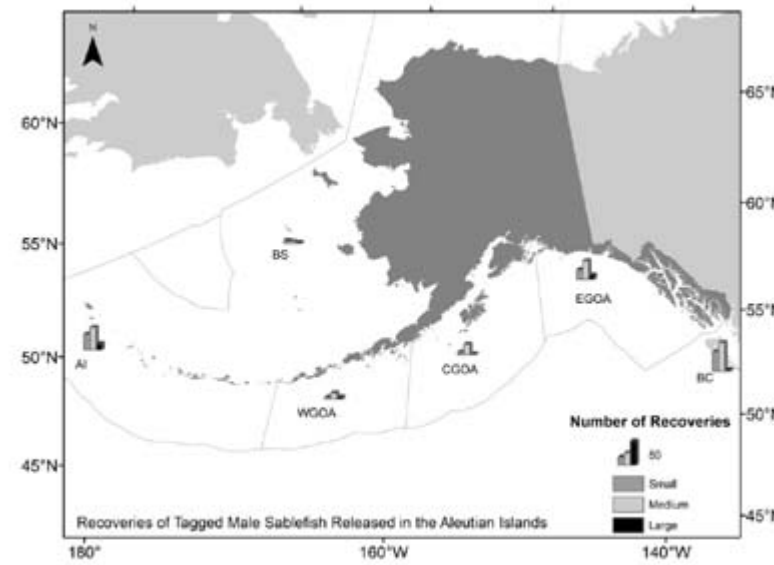 N
65°N
60°N
60°N
BS
55°N
EGOA
55°N
AI
50°N
CGOA
BC
WGOA
50°N
Number of Recoveries
Small
45°N
Medium
Recoveries of Tagged Male Sablefish Released in the Aleutian Islands
Large
45°N
180°
160°W
140°W